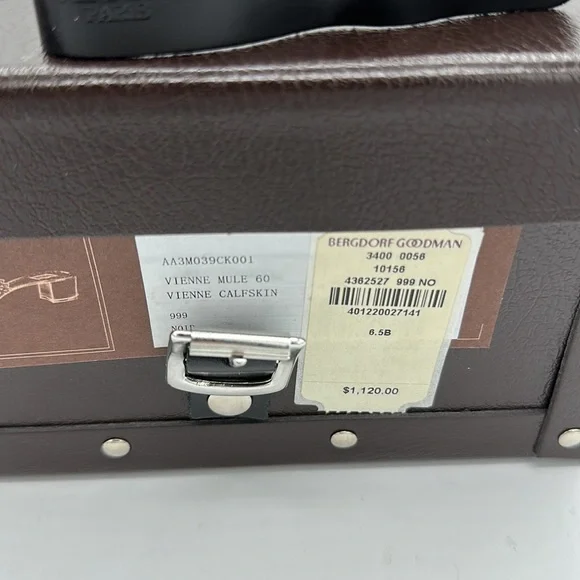 AA3M039CK001
VIENNE MULE 60
VIENNE CALFSKIN
999
BERGDORF GOODMAN
3400 0056
10156
4362527 999 NO
401220027141
6.5B
$1,120.00